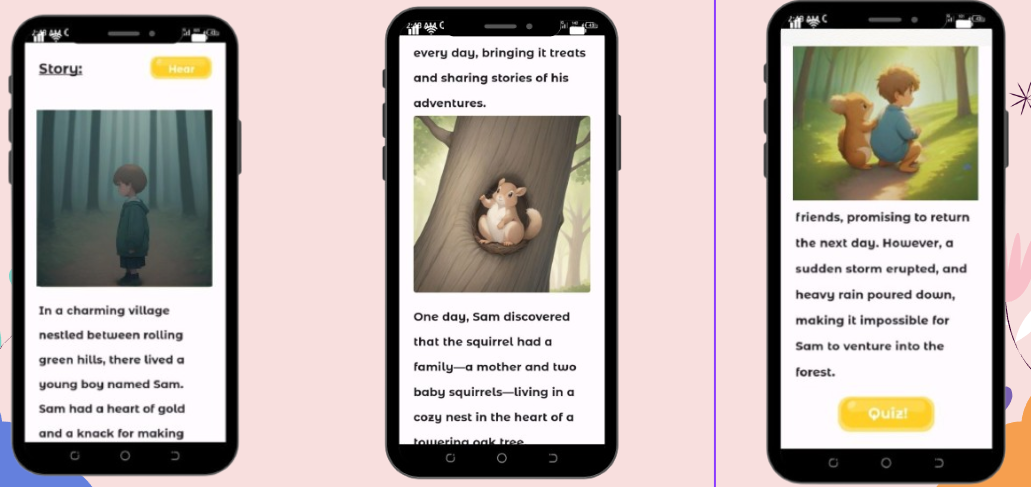 Story:
Hear
In a charming village
nestled between rolling
green hills, there lived a
young boy named Sam.
Sam had a heart of gold
and a knack for making
every day, bringing it treats
and sharing stories of his
adventures.
One day, Sam discovered
that the squirrel had a
family—a mother and two
baby squirrels—living in a
cozy nest in the heart of a
towering oak tree
friends, promising to return
the next day. However, a
sudden storm erupted, and
heavy rain poured down,
making it impossible for
Sam to venture into the
forest.
Quiz!